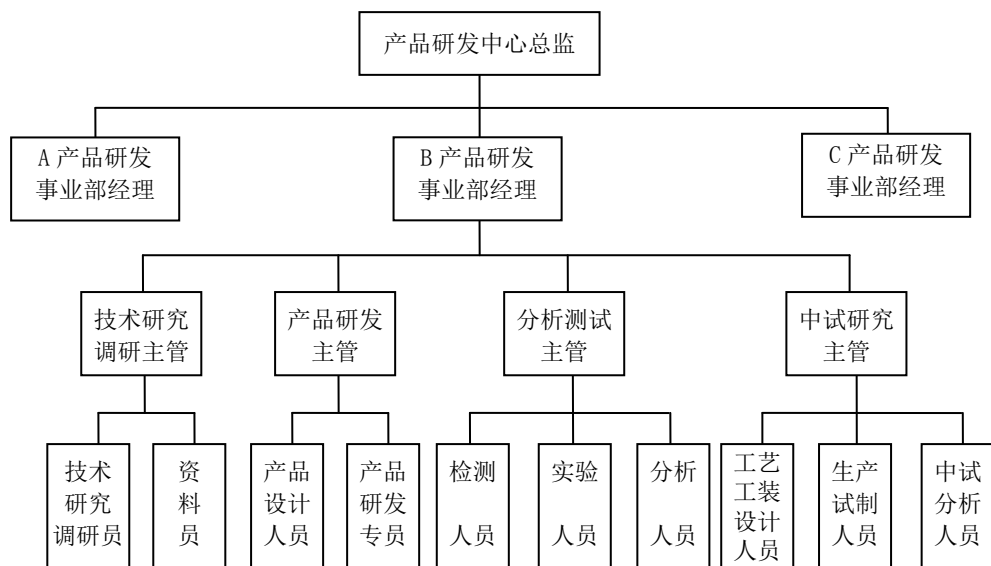 产品研发中心总监
A 产品研发
事业部经理
B 产品研发
事业部经理
C 产品研发
事业部经理
技术研究
调研主管
产品研发
主管
分析测试
主管
中试研究
主管
技术
研究
调研员
资
料
员
产品
设计
人员
产品
研发
专员
检测
人员
实验
人员
分析
人员
工艺
工装
设计
人员
生产
试制
人员
中试
分析
人员